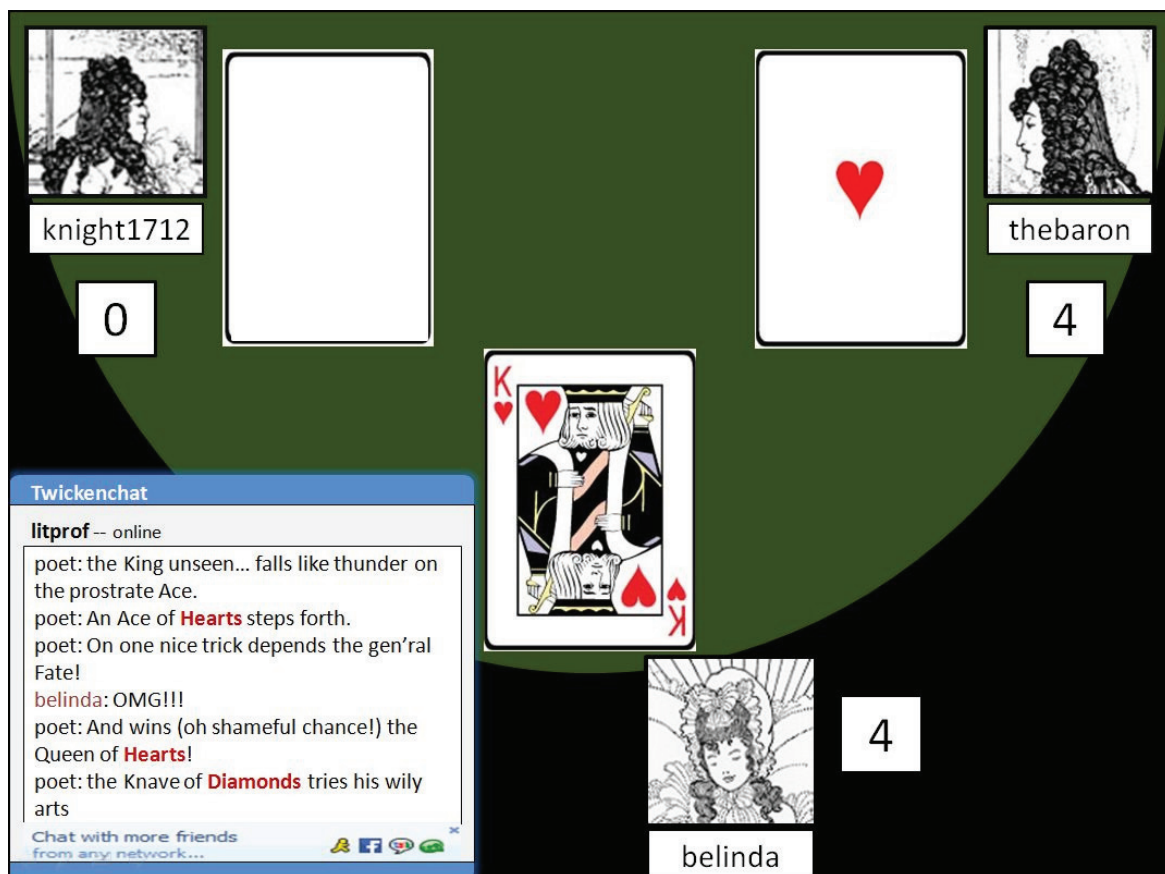 knight1712
0
thebaron
4
K
K
Twickenchat
litprof -- online
poet: the King unseen... falls like thunder on
the prostrate Ace.
poet: An Ace of Hearts steps forth.
poet: On one nice trick depends the gen'ral
Fate!
belinda: OMG!!!
poet: And wins (oh shameful chance!) the
Queen of Hearts!
poet: the Knave of Diamonds tries his wily
arts
Chat with more friends
from any network...
4
belinda